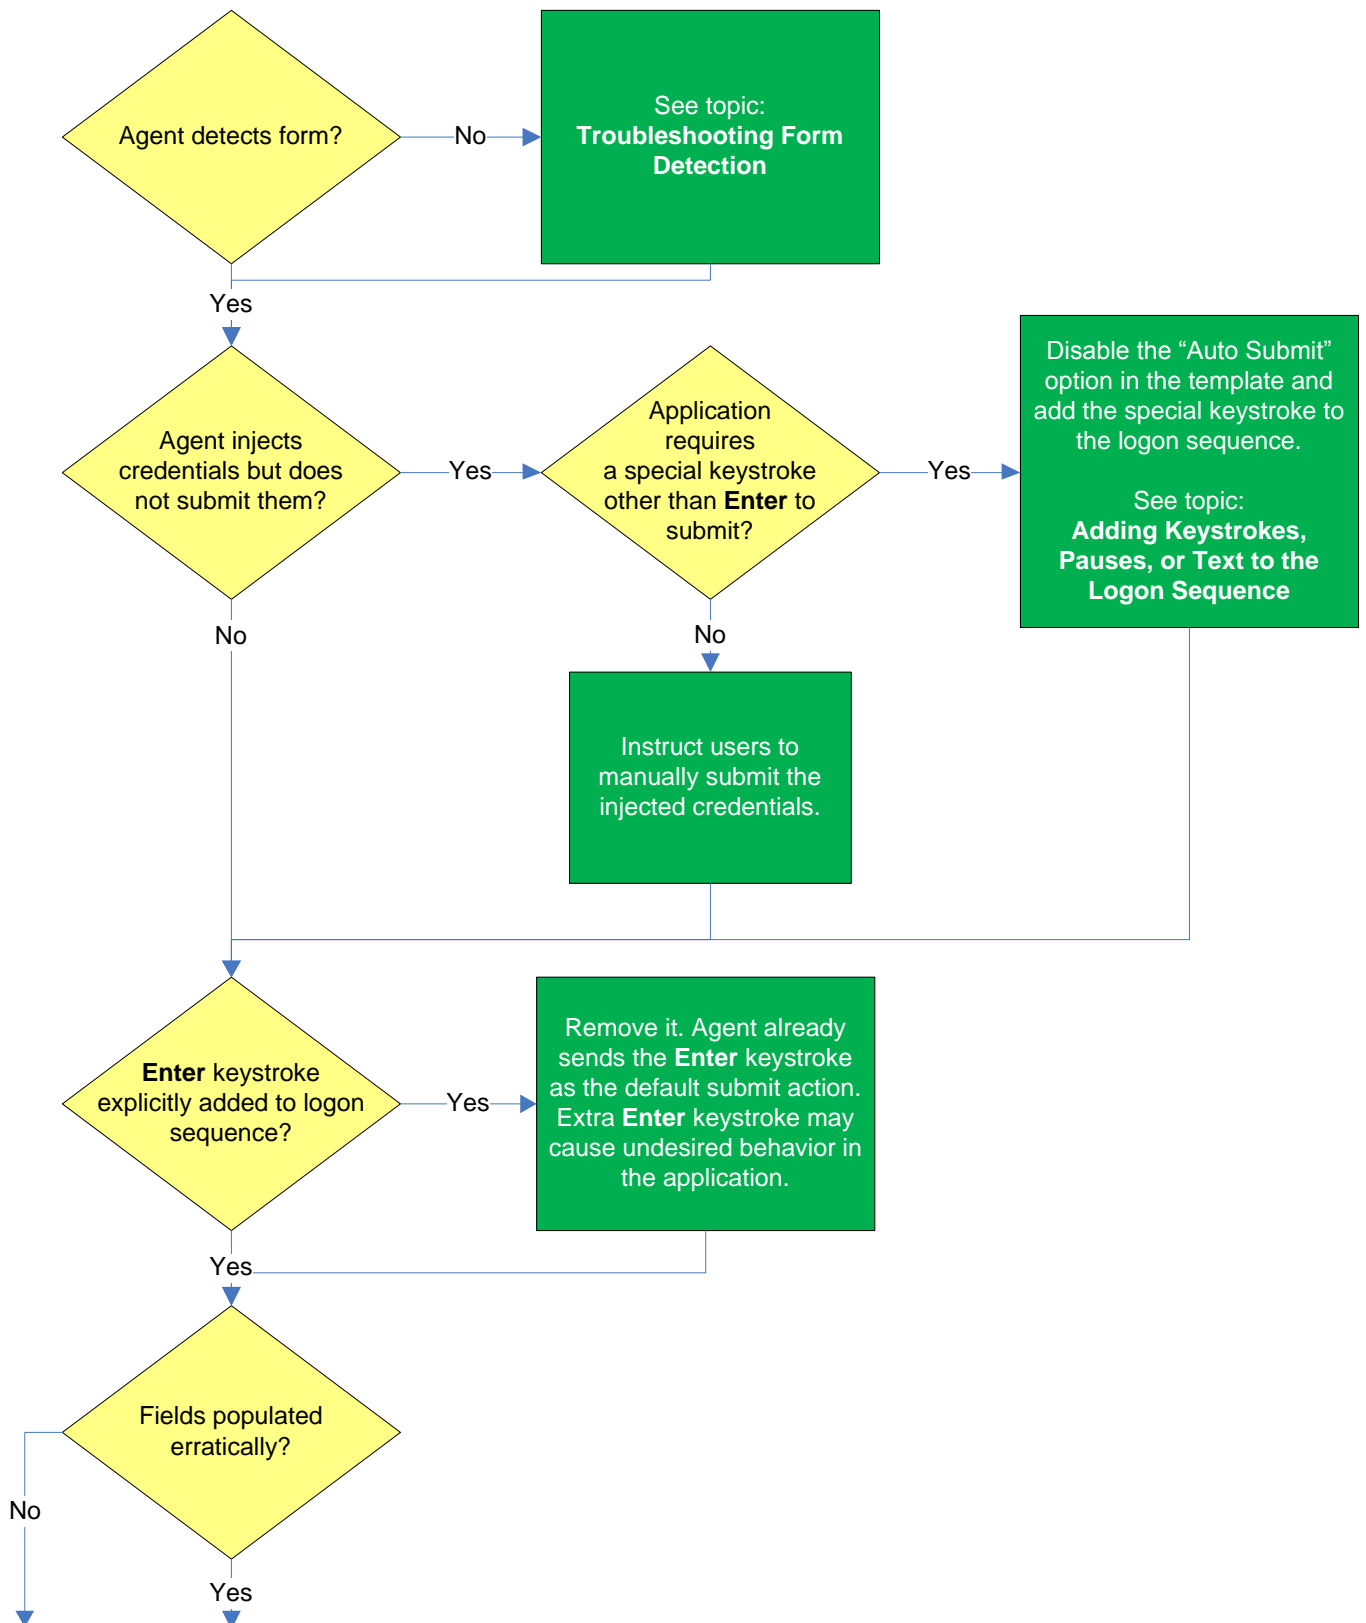 Agent detects form?
No
See topic:
Troubleshooting Form
Detection
Yes
Agent injects
credentials but does
not submit them?
Yes
Application
requires
a special keystroke
other than Enter to
submit?
Yes
Disable the “Auto Submit”
option in the template and
add the special keystroke to
the logon sequence.
See topic:
Adding Keystrokes,
Pauses, or Text to the
Logon Sequence
No
No
Instruct users to
manually submit the
injected credentials.
Enter keystroke
explicitly added to logon
sequence?
Yes
Remove it. Agent already
sends the Enter keystroke
as the default submit action.
Extra Enter keystroke may
cause undesired behavior in
the application.
Yes
Fields populated
erratically?
No
Yes